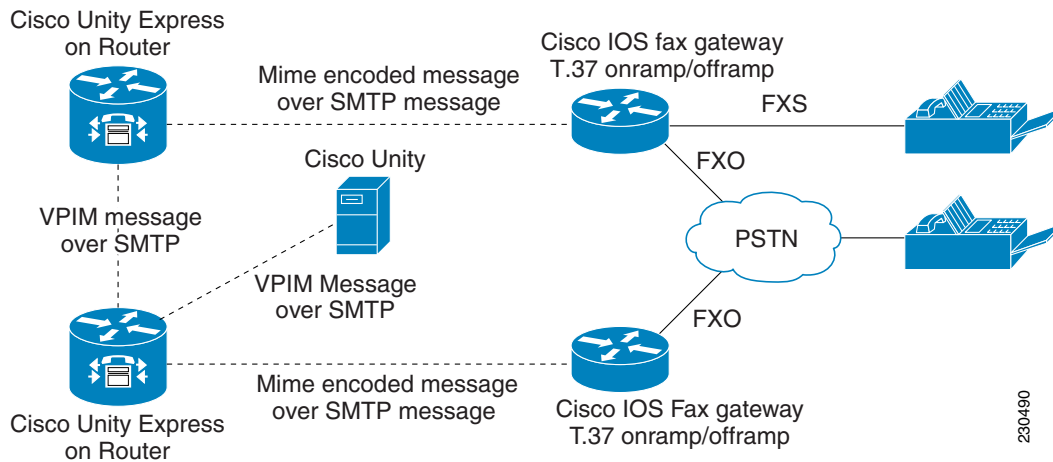 Cisco Unity Express
on Router
Cisco IOS fax gateway
T.37 onramp/offramp
Mime encoded message
over SMTP message
FXS
Cisco Unity
FXO
VPIM message
over SMTP
PSTN
VPIM Message
over SMTP
FXO
Mime encoded message
over SMTP message
Cisco Unity Express
on Router
Cisco IOS Fax gateway
T.37 onramp/offramp
230490